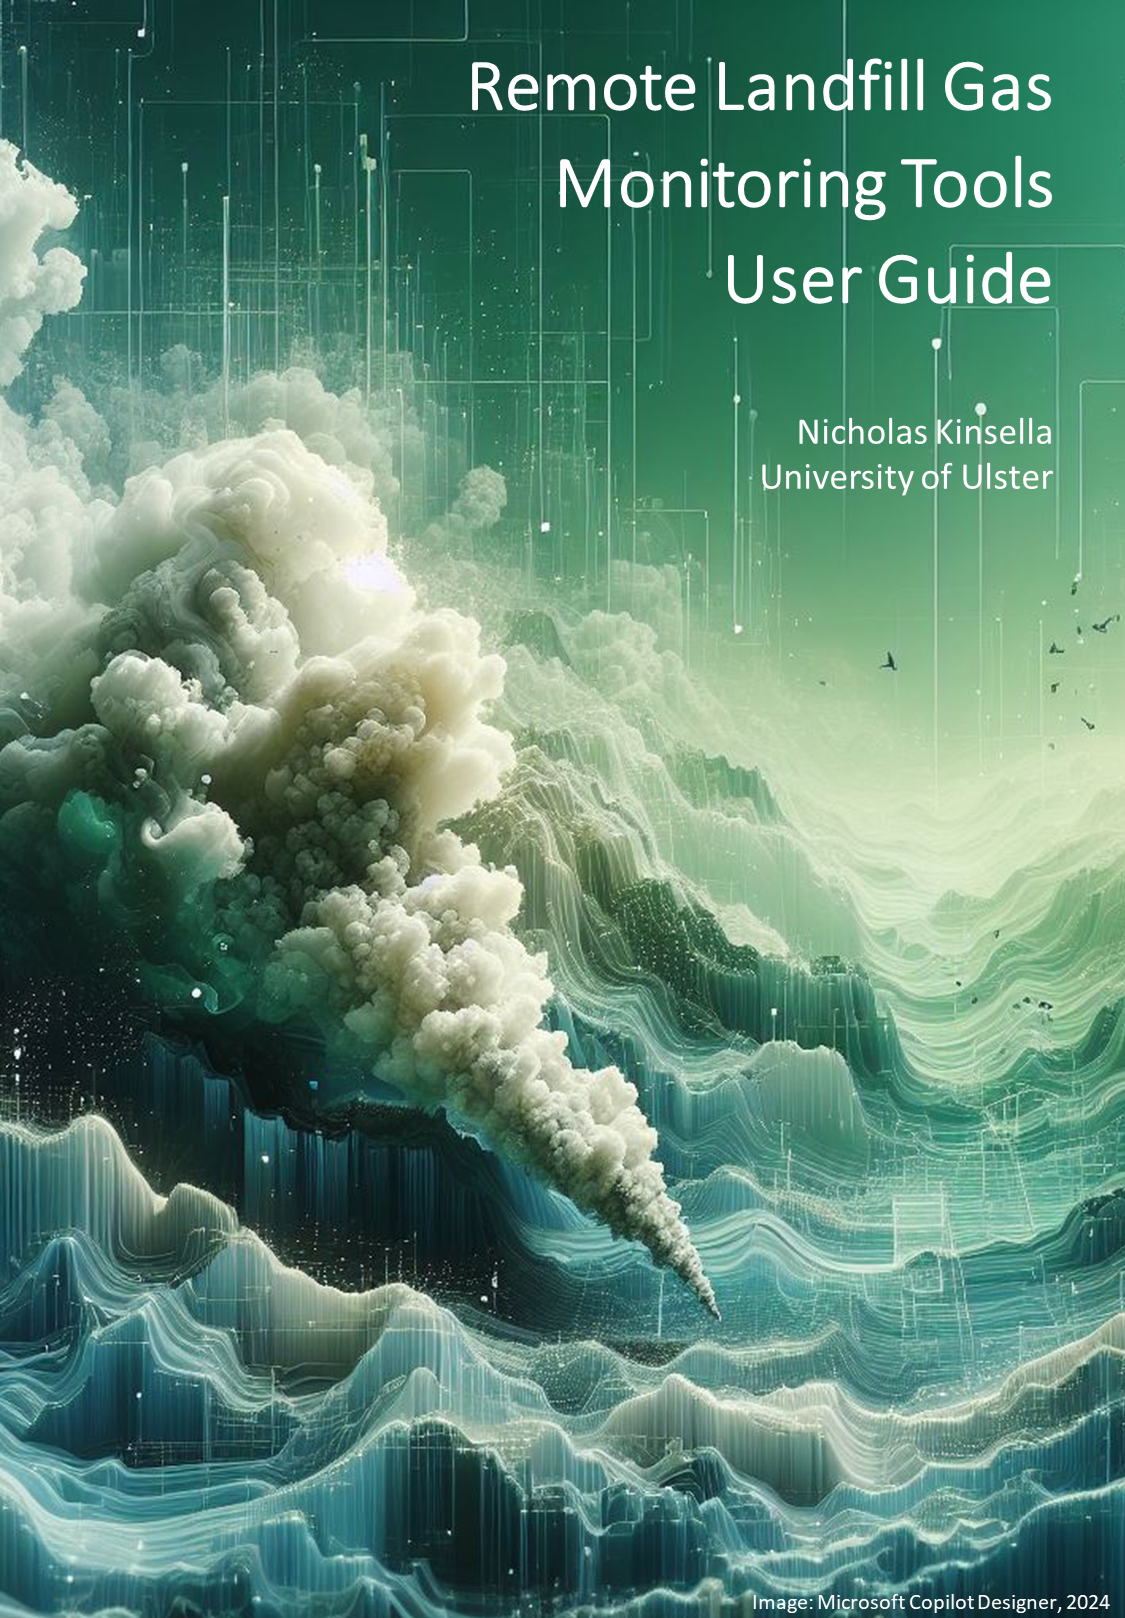 Remote Landfill Gas
Monitoring Tools
User Guide
Nicholas Kinsella
University of Ulster
Image: Microsoft Copilot Designer, 2024